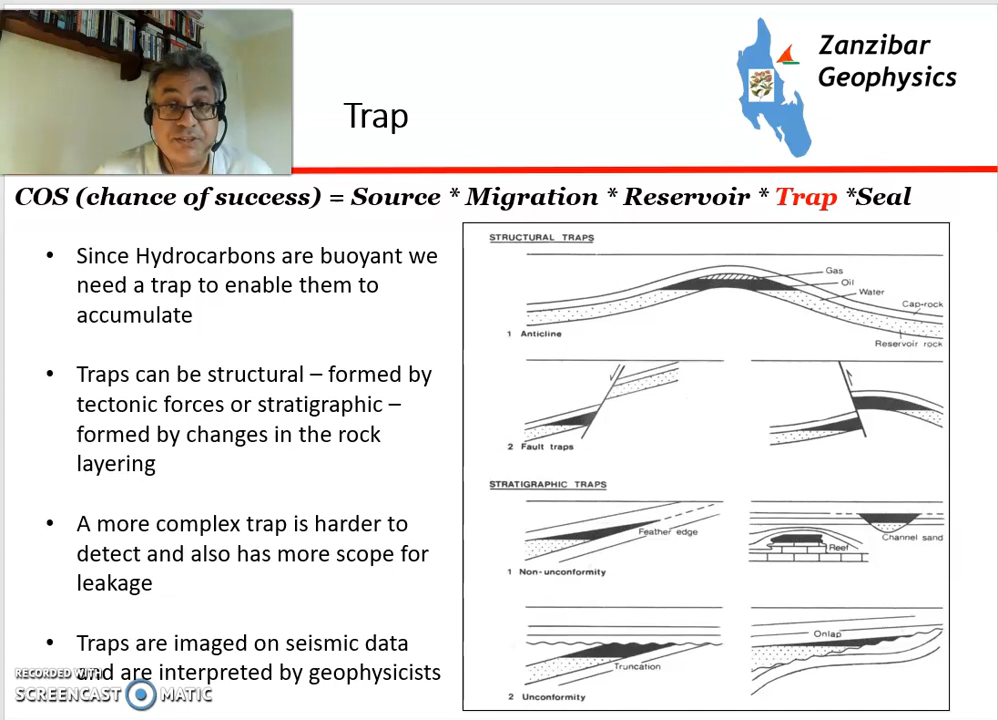 Zanzibar
Geophysics
Trap
COS (chance of success) = Source * Migration * Reservoir * Trap *Seal
• Since Hydrocarbons are buoyant we
need a trap to enable them to
accumulate
• Traps can be structural – formed by
tectonic forces or stratigraphic –
formed by changes in the rock
layering
• A more complex trap is harder to
detect and also has more scope for
leakage
• Traps are imaged on seismic data
and are interpreted by geophysicists
STRUCTURAL TRAPS
Gas
Oil
Water
Cap-rock
Reservoir rock
1 Anticline
2 Fault traps
STRATIGRAPHIC TRAPS
Feather edge
Channel sand
Reef
1 Non-unconformity
Onlap
Truncation
2 Unconformity
RECORDED WITH
SCREENCAST MATIC